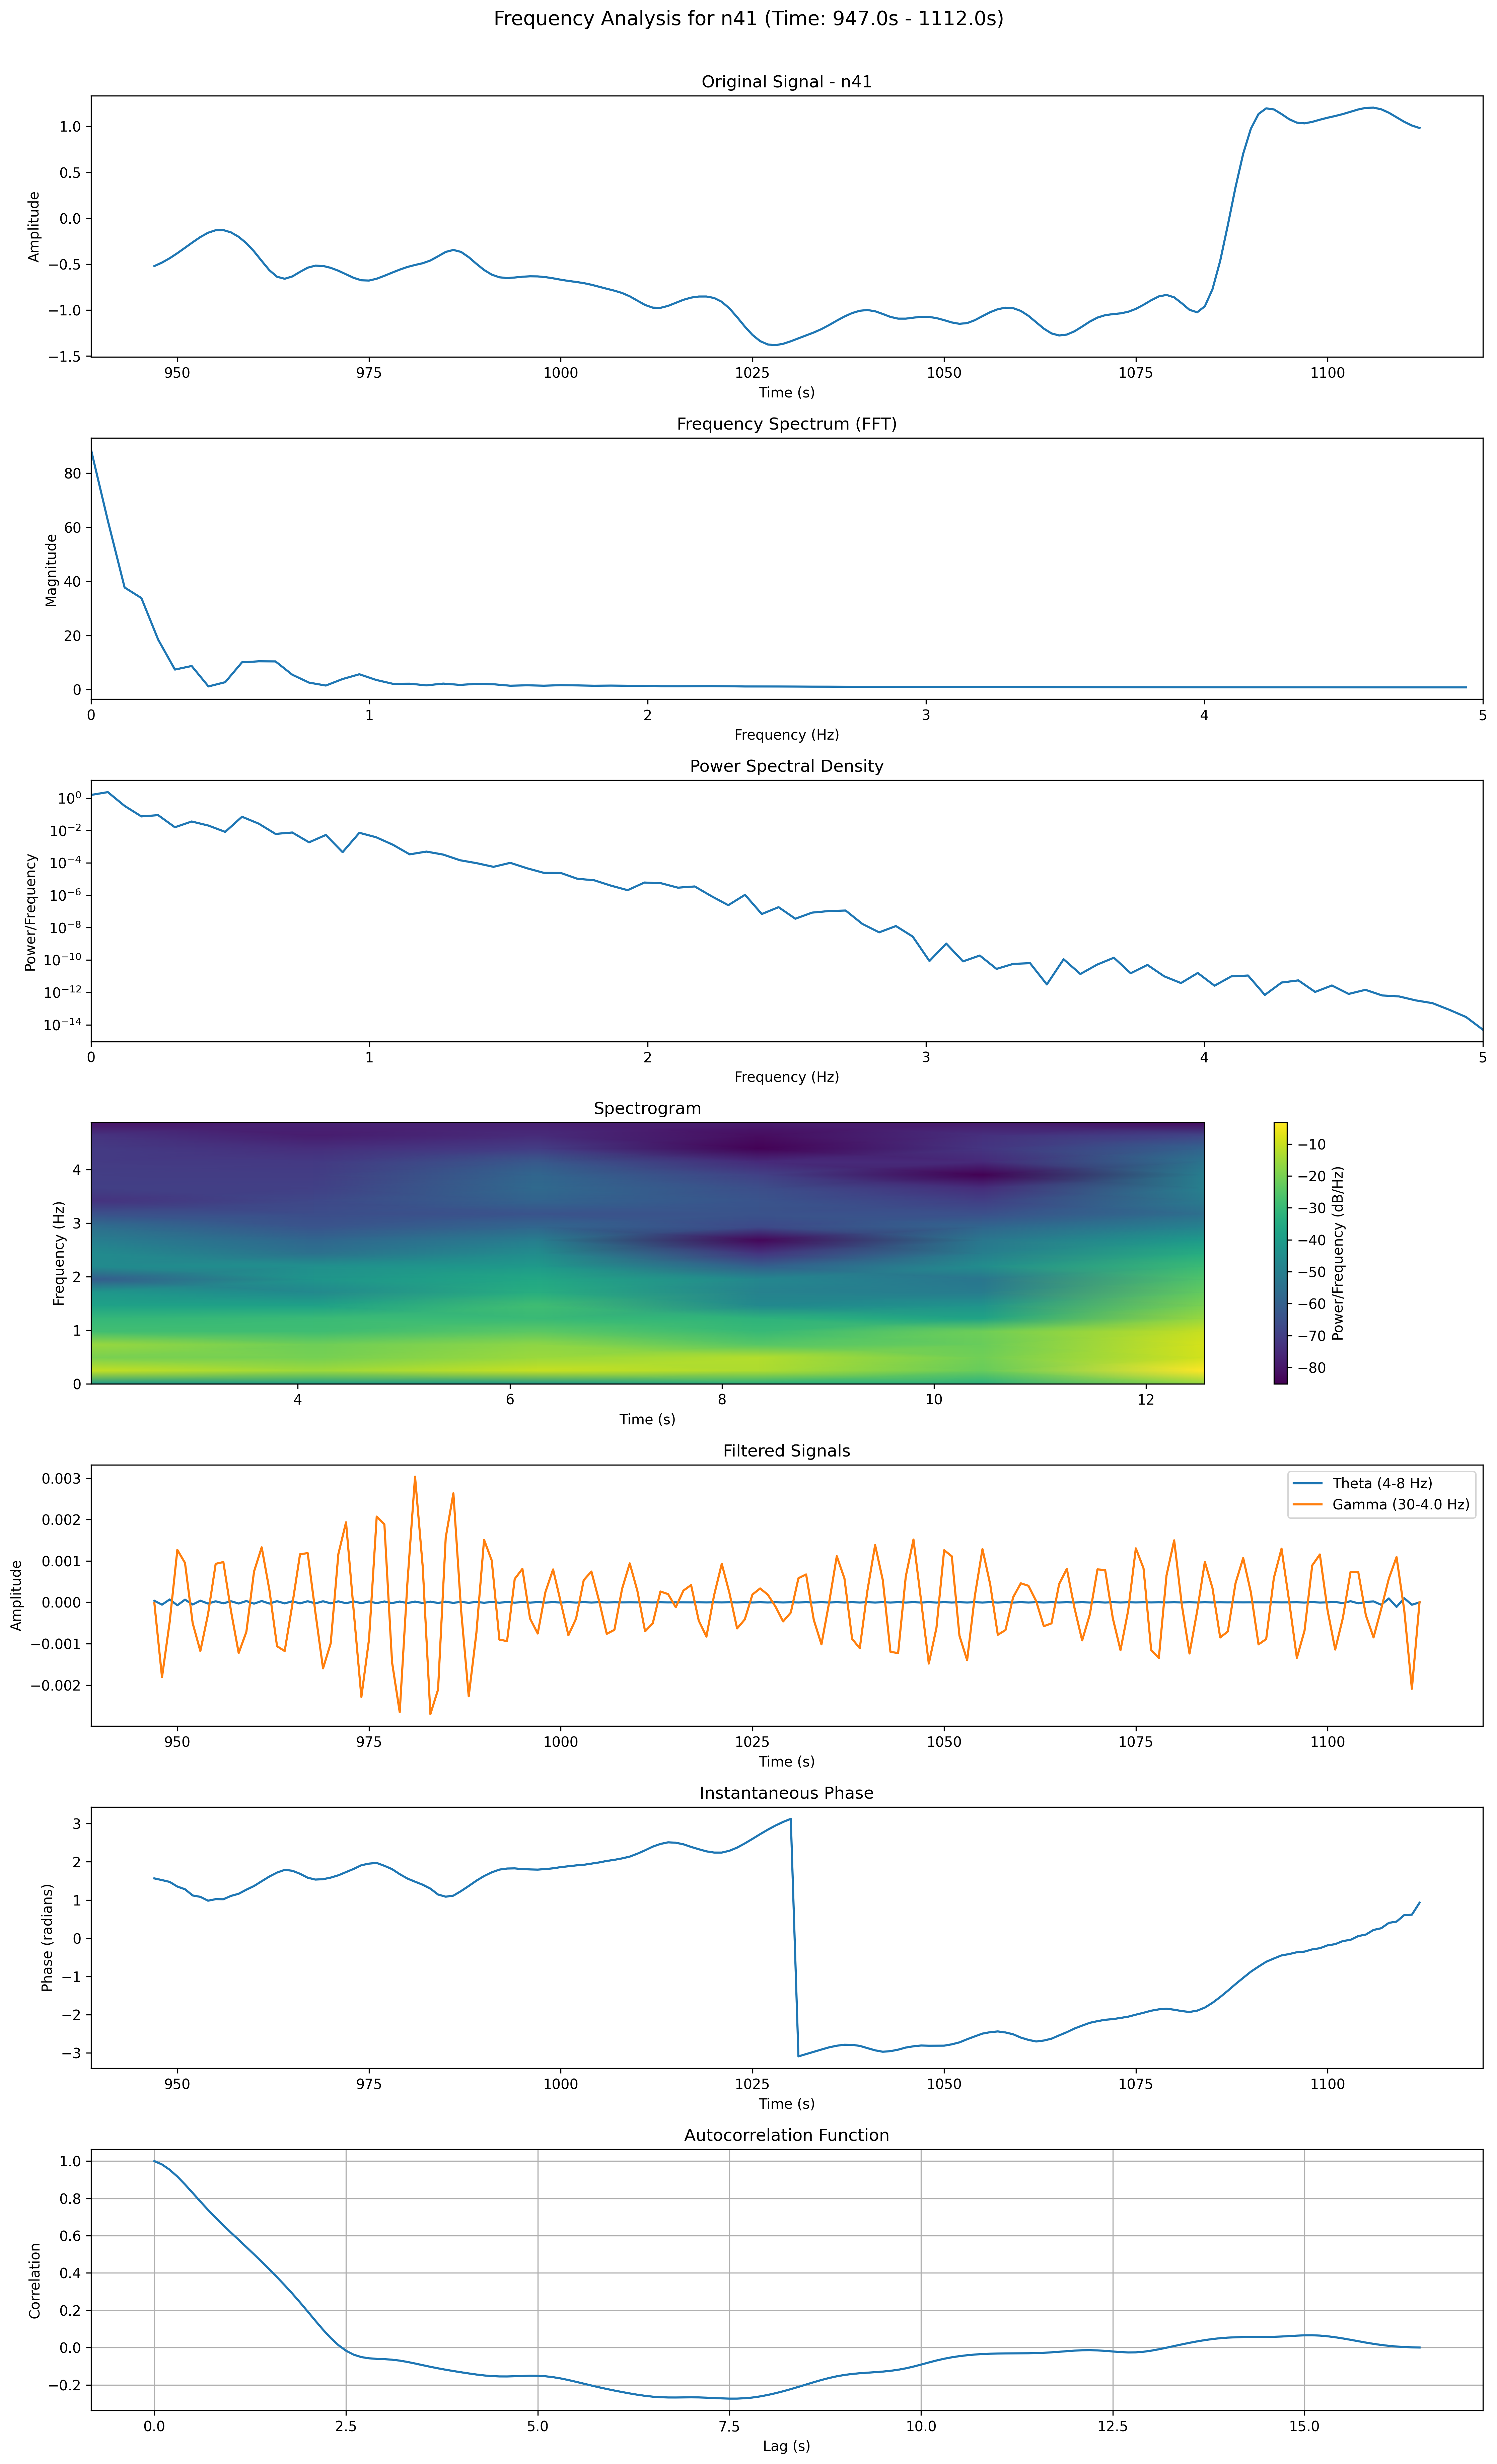 Frequency Analysis for n41 (Time: 947.0s - 1112.0s)
Original Signal - n41
Amplitude
1.0
0.5
0.0
−0.5
−1.0
−1.5
950 975 1000 1025 1050 1075 1100
Time (s)
Frequency Spectrum (FFT)
Magnitude
80
60
40
20
0
0 1 2 3 4 5
Frequency (Hz)
Power Spectral Density
Power/Frequency
10⁰
10⁻²
10⁻⁴
10⁻⁶
10⁻⁸
10⁻¹⁰
10⁻¹²
10⁻¹⁴
0 1 2 3 4 5
Frequency (Hz)
Spectrogram
Frequency (Hz)
4
3
2
1
0
4 6 8 10 12
Time (s)
−10
−20
−30
−40
−50
−60
−70
−80
Power/Frequency (dB/Hz)
Filtered Signals
Amplitude
0.003
0.002
0.001
0.000
−0.001
−0.002
Theta (4-8 Hz)
Gamma (30-4.0 Hz)
950 975 1000 1025 1050 1075 1100
Time (s)
Instantaneous Phase
Phase (radians)
3
2
1
0
−1
−2
−3
950 975 1000 1025 1050 1075 1100
Time (s)
Autocorrelation Function
Correlation
1.0
0.8
0.6
0.4
0.2
0.0
−0.2
0.0 2.5 5.0 7.5 10.0 12.5 15.0
Lag (s)